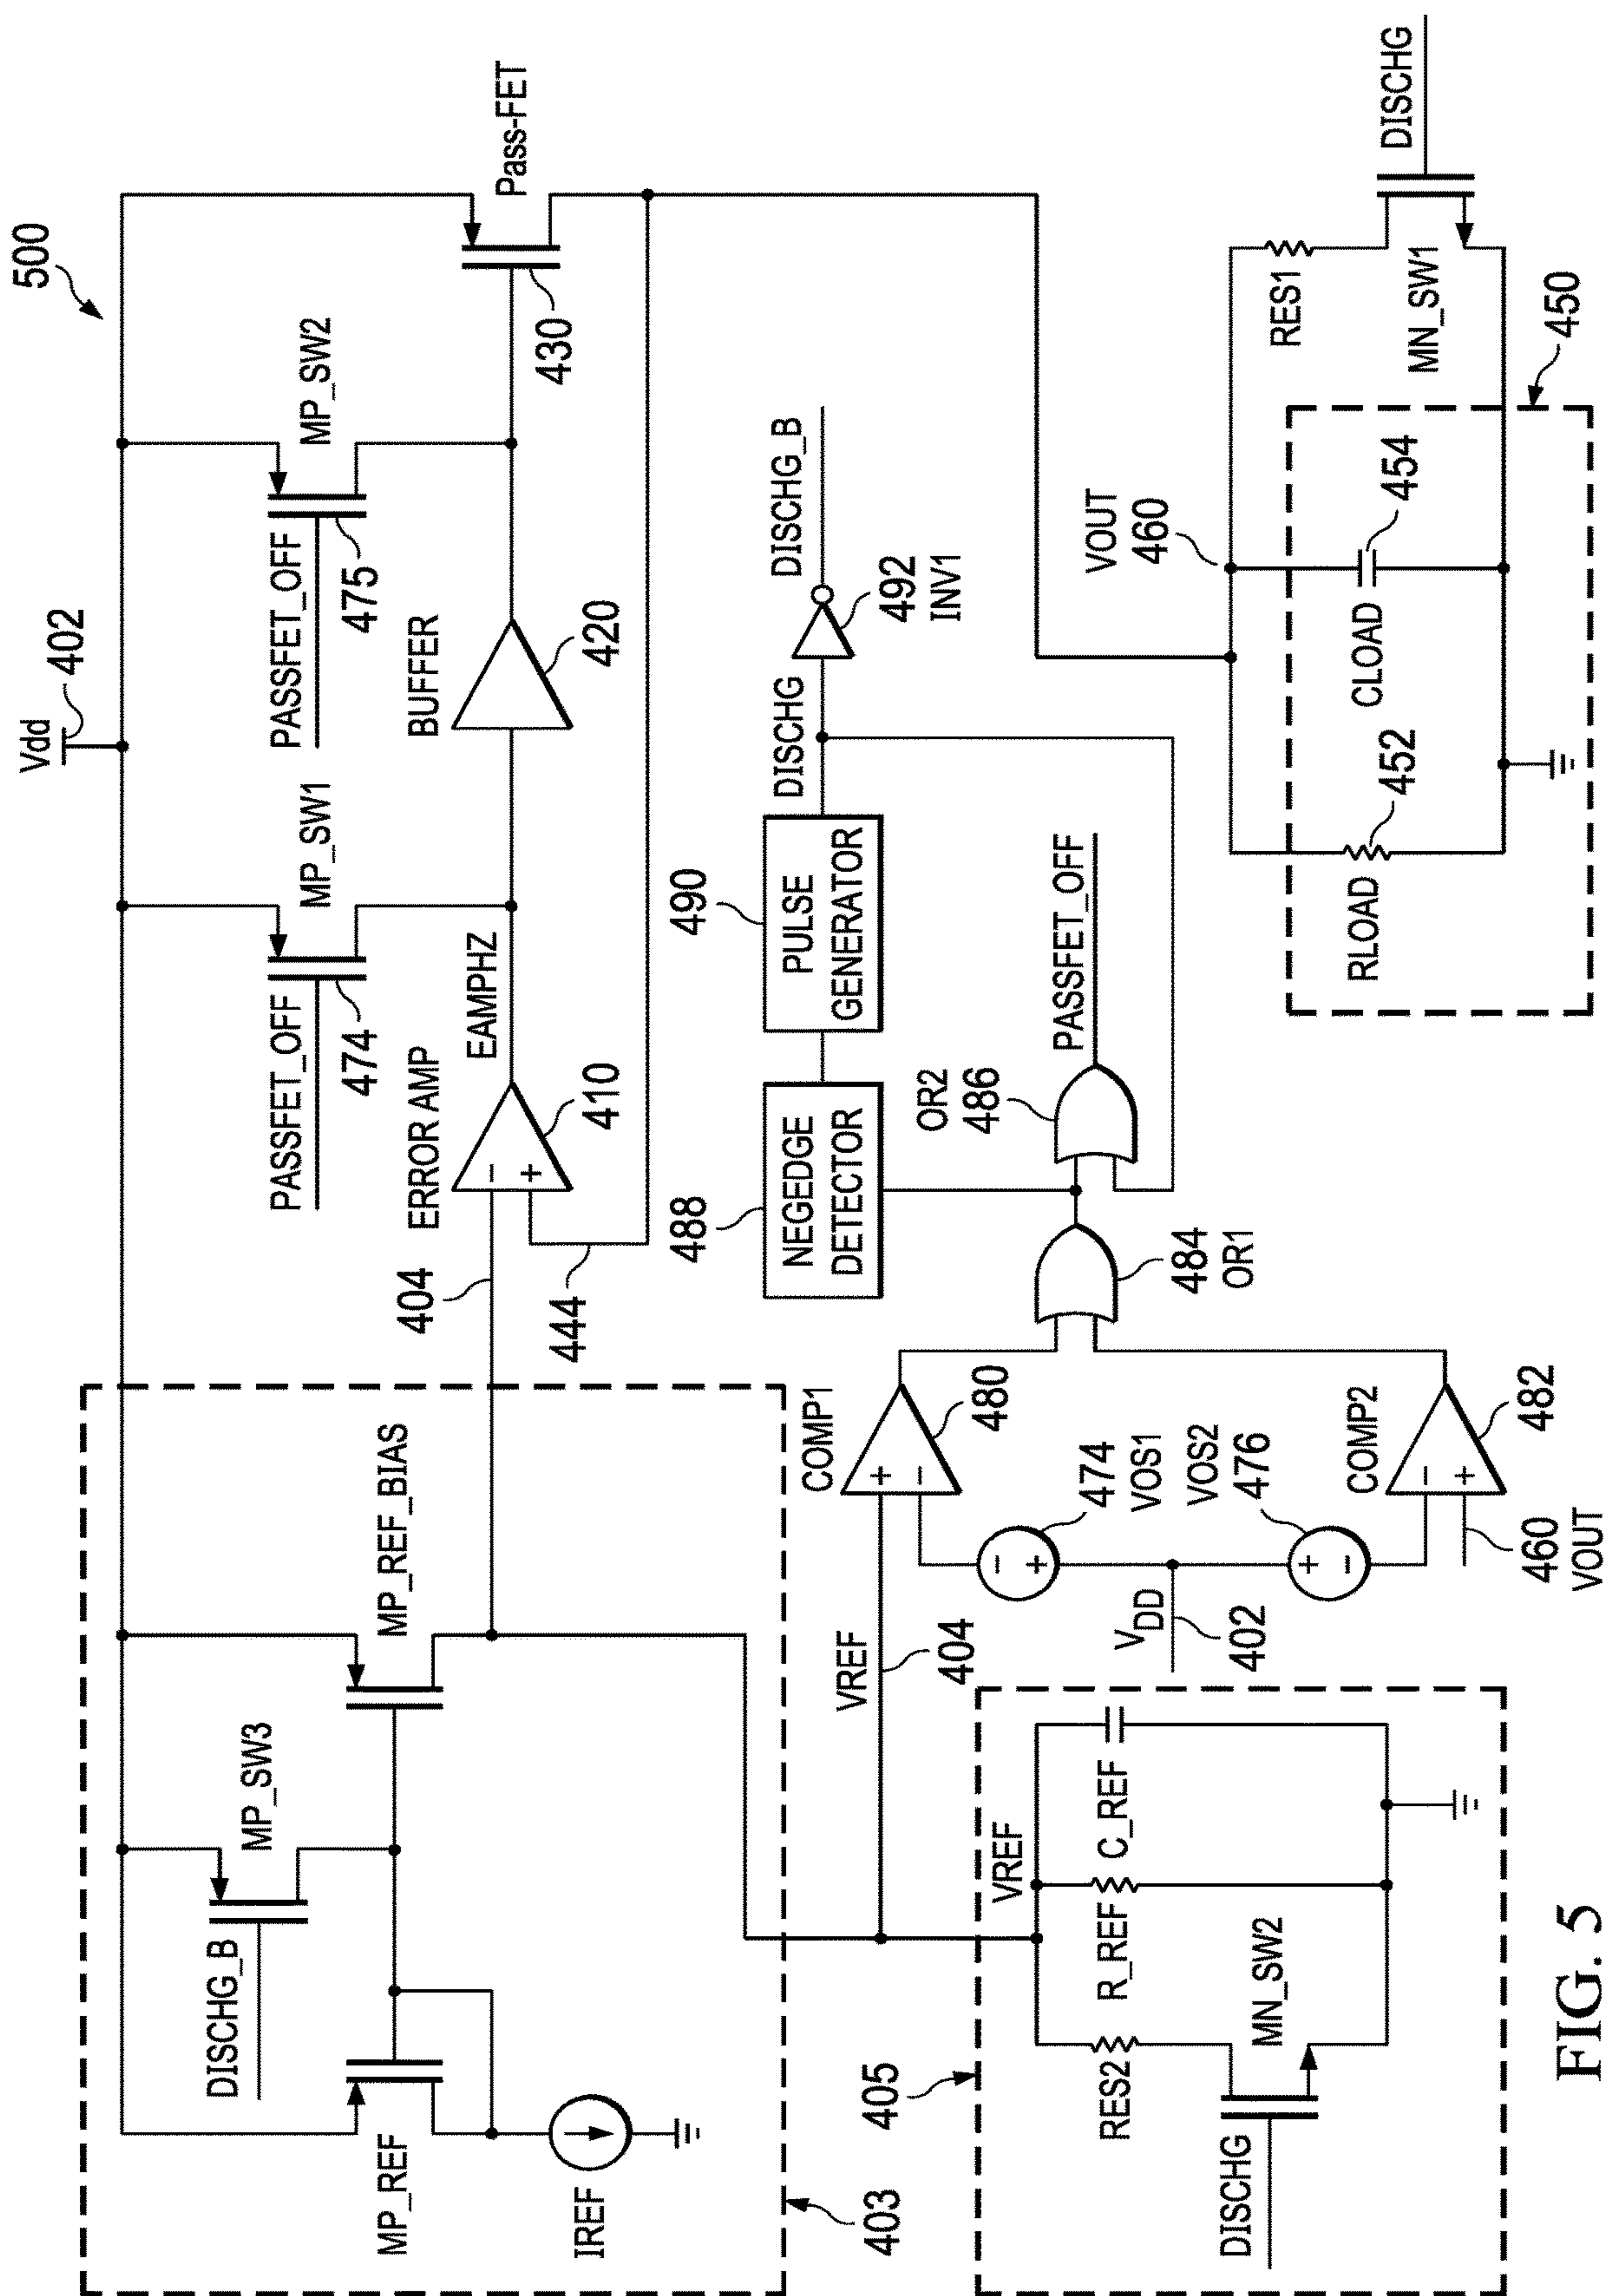 500
Vdd
402
PASSFET_OFF
474
MP_SW1
PASSFET_OFF
475
MP_SW2
Pass-FET
430
DISCHG_B
MP_SW3
MP_REF
MP_REF_BIAS
IREF
403
404
ERROR AMP
-
+
410
EAMPHZ
BUFFER
420
444
488
NEGEDGE
DETECTOR
490
PULSE
GENERATOR
DISCHG
492
INV1
DISCHG_B
COMP1
+
-
480
VREF
404
474
VOS1
-
+
VDD
402
VOS2
476
+
-
COMP2
-
+
482
460
VOUT
484
OR1
OR2
486
PASSFET_OFF
405
VREF
RES2
R_REF
C_REF
DISCHG
MN_SW2
VOUT
460
RLOAD
452
CLOAD
454
RES1
MN_SW1
DISCHG
450
FIG. 5